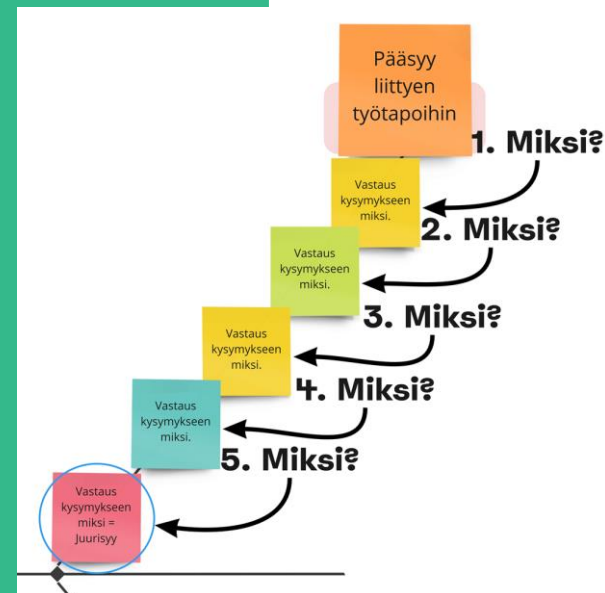 Pääsyy
liittyen
työtapoihin
1. Miksi?
Vastaus
kysymykseen
miksi.
2. Miksi?
Vastaus
kysymykseen
miksi.
3. Miksi?
Vastaus
kysymykseen
miksi.
4. Miksi?
Vastaus
kysymykseen
miksi.
5. Miksi?
Vastaus
kysymykseen
miksi =
Juurisyy